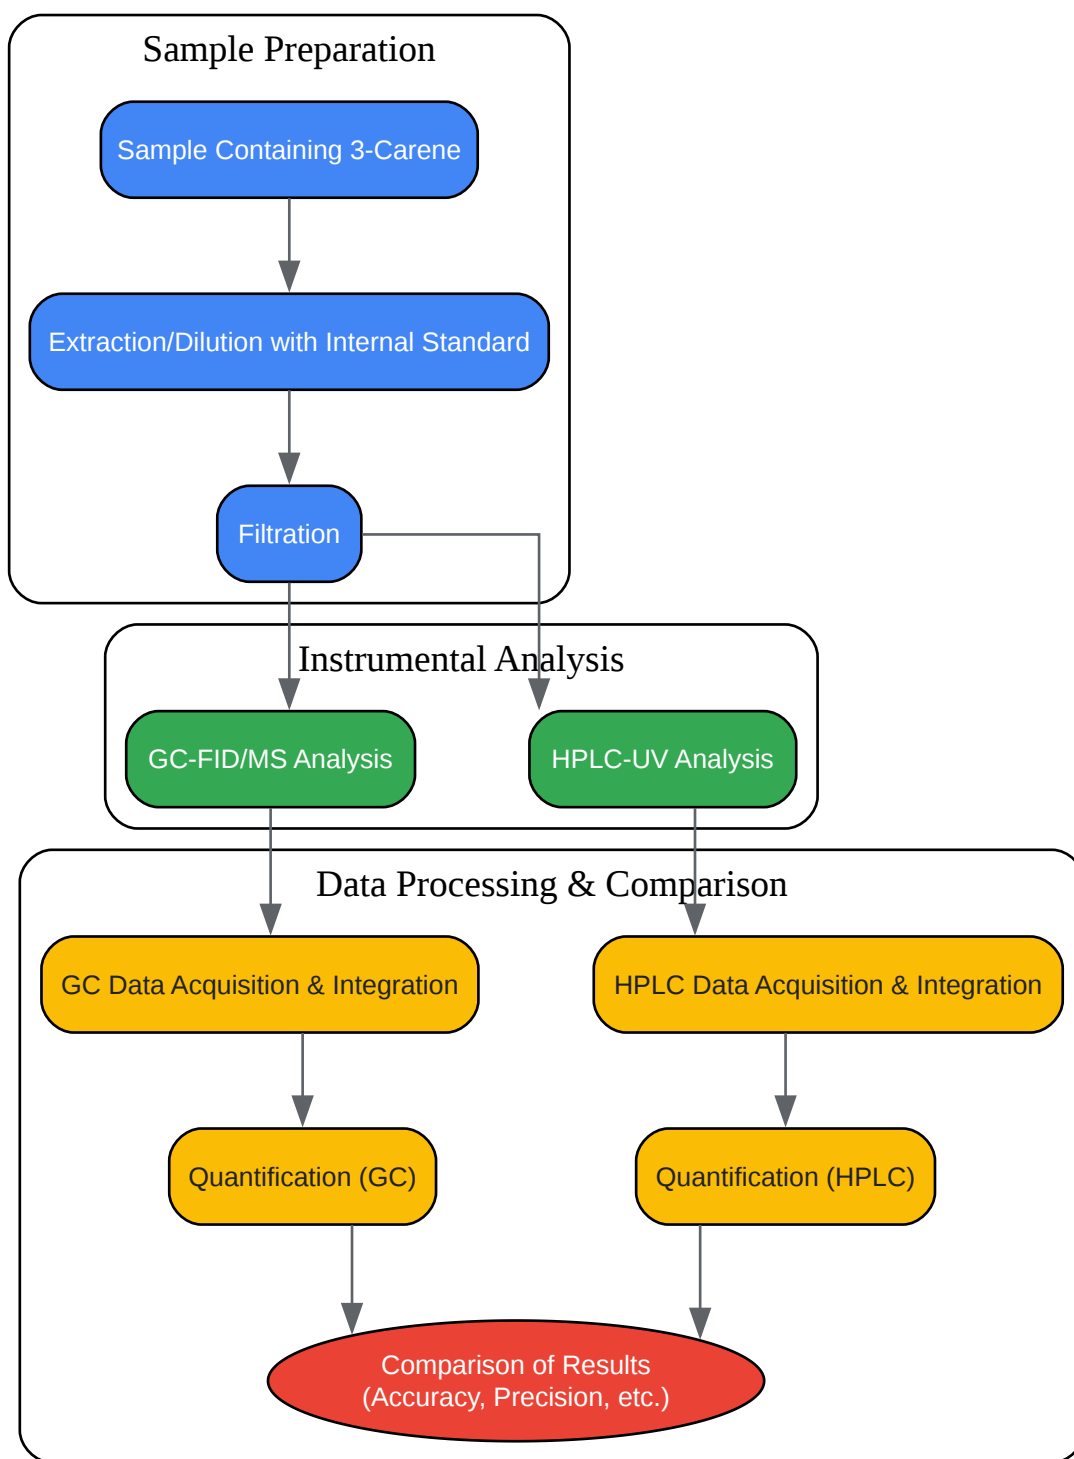 Sample Preparation
Sample Containing 3-Carene
Extraction/Dilution with Internal Standard
Filtration
Instrumental Analysis
GC-FID/MS Analysis
HPLC-UV Analysis
Data Processing & Comparison
GC Data Acquisition & Integration
HPLC Data Acquisition & Integration
Quantification (GC)
Quantification (HPLC)
Comparison of Results
(Accuracy, Precision, etc.)